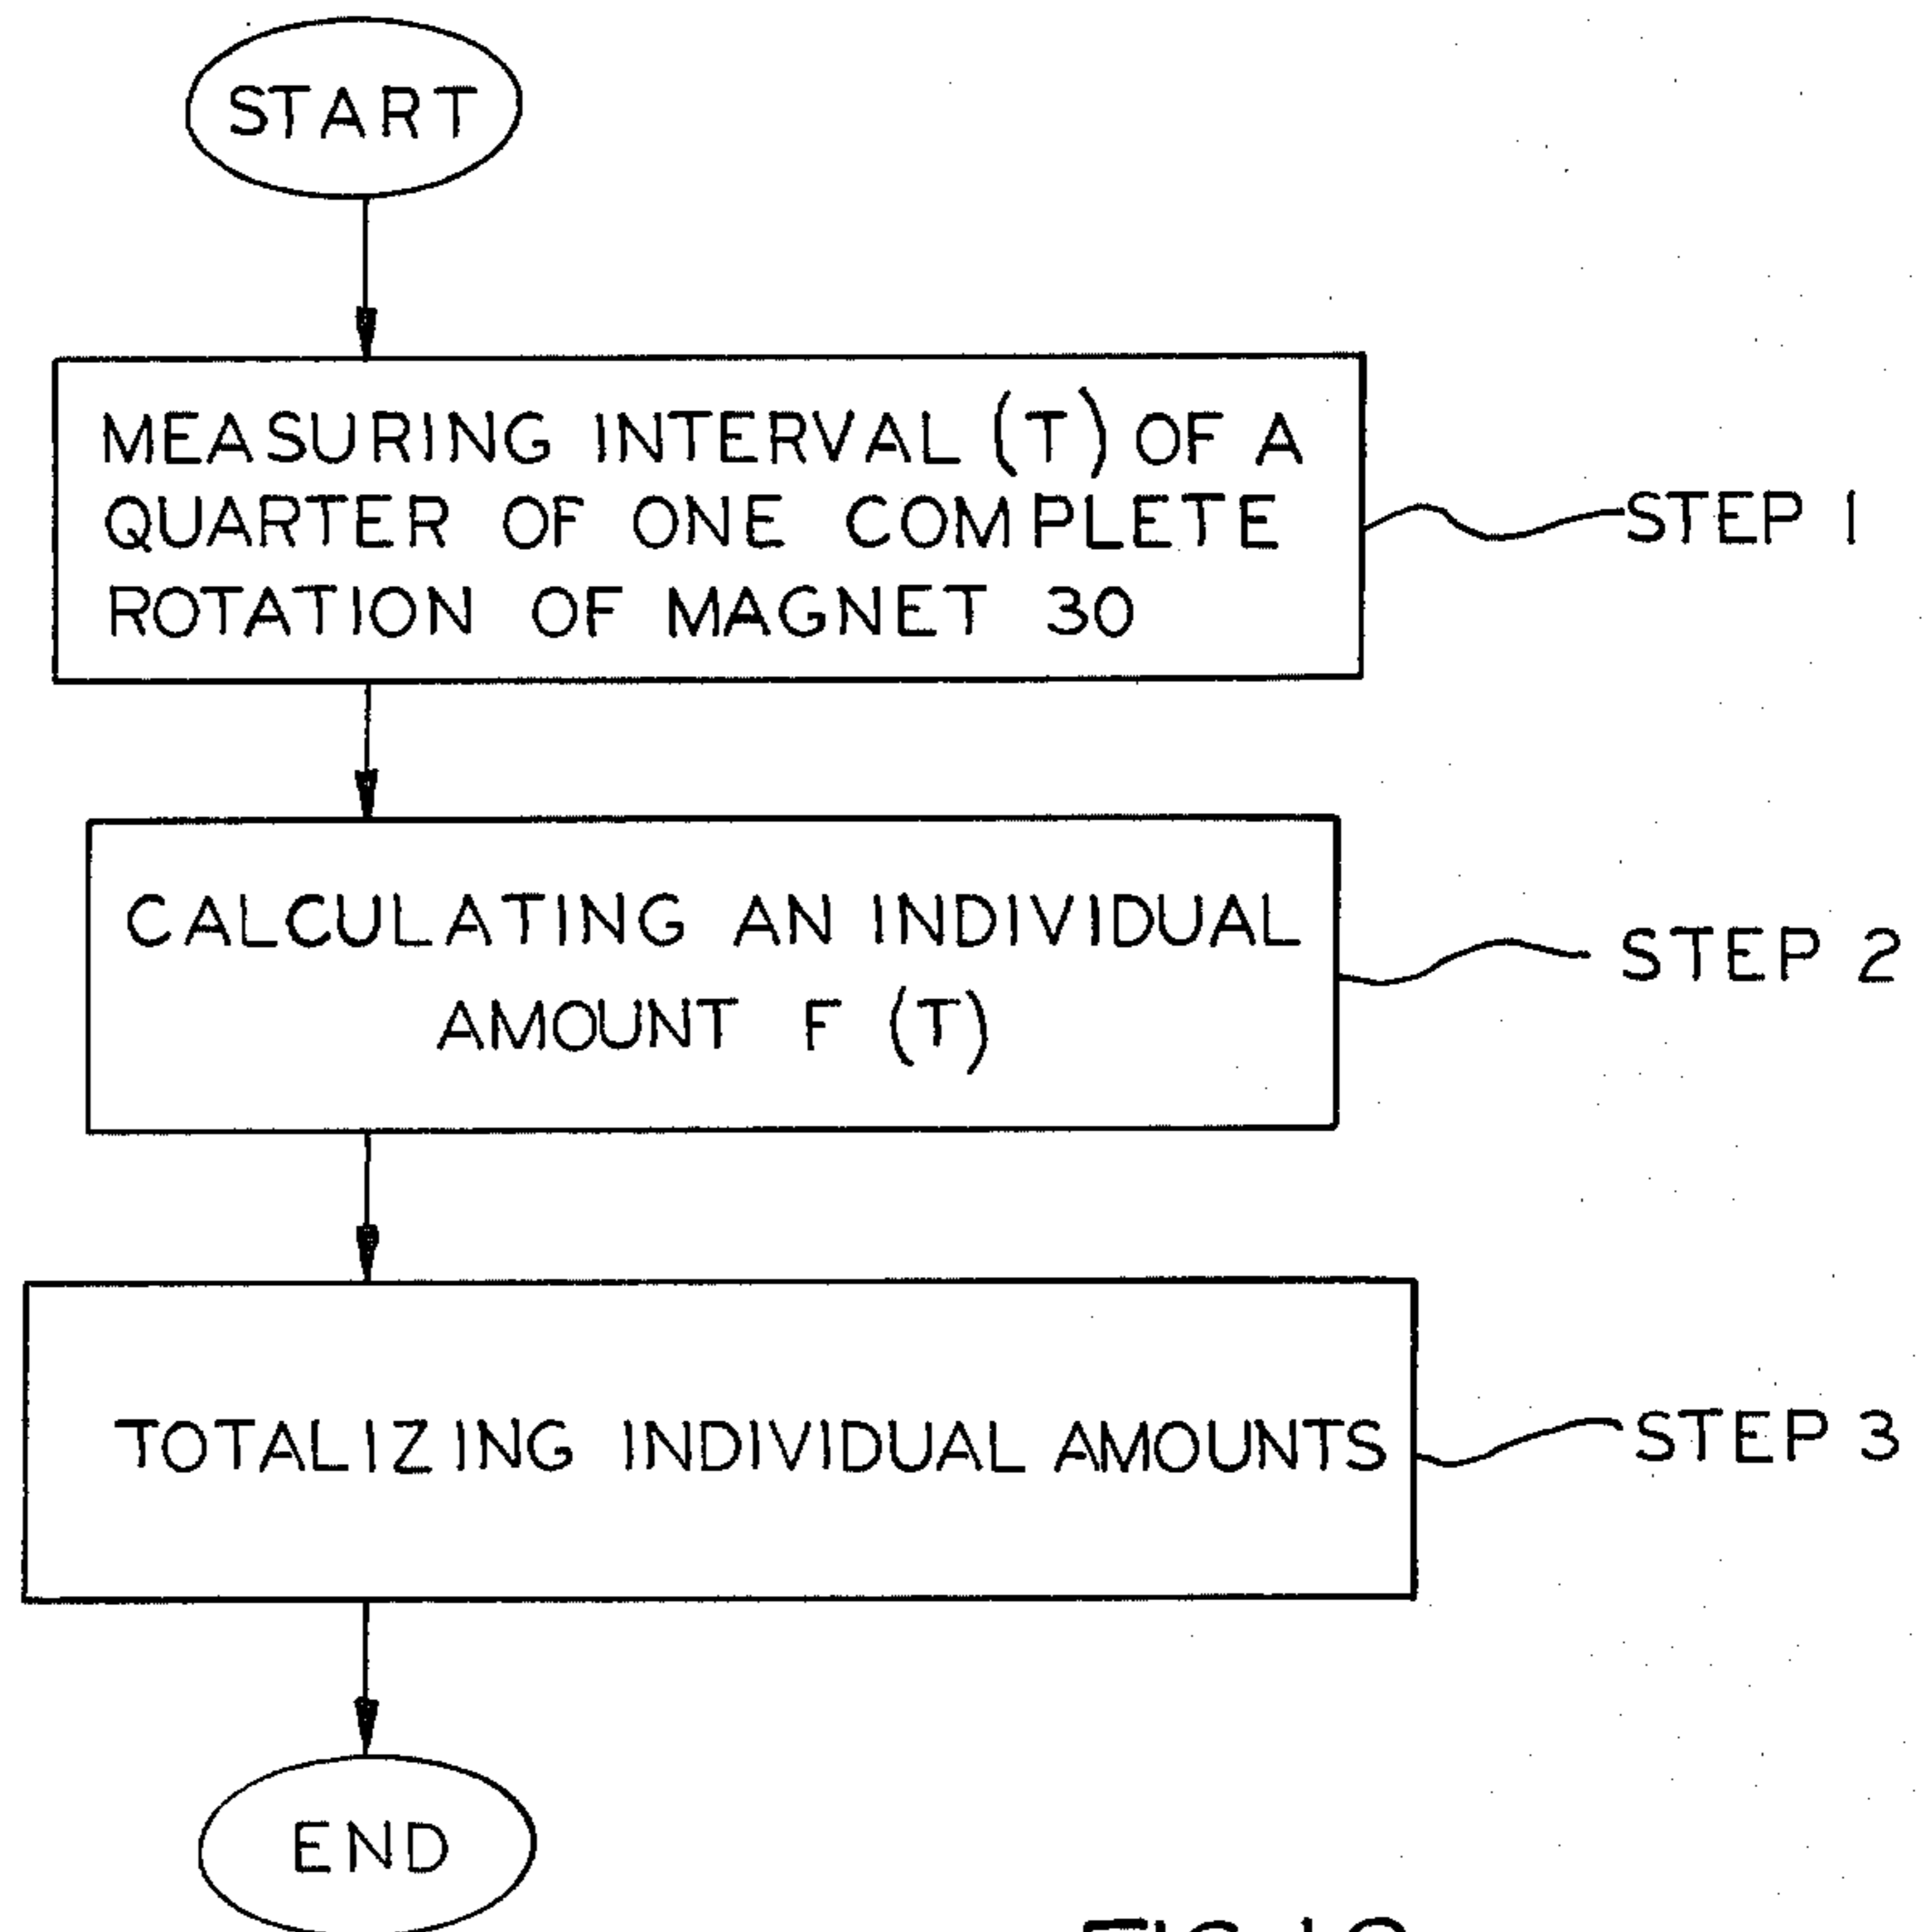 START
MEASURING INTERVAL (T) OF A
QUARTER OF ONE COMPLETE
ROTATION OF MAGNET 30
STEP 1
CALCULATING AN INDIVIDUAL
AMOUNT F (T)
STEP 2
TOTALIZING INDIVIDUAL AMOUNTS
STEP 3
END